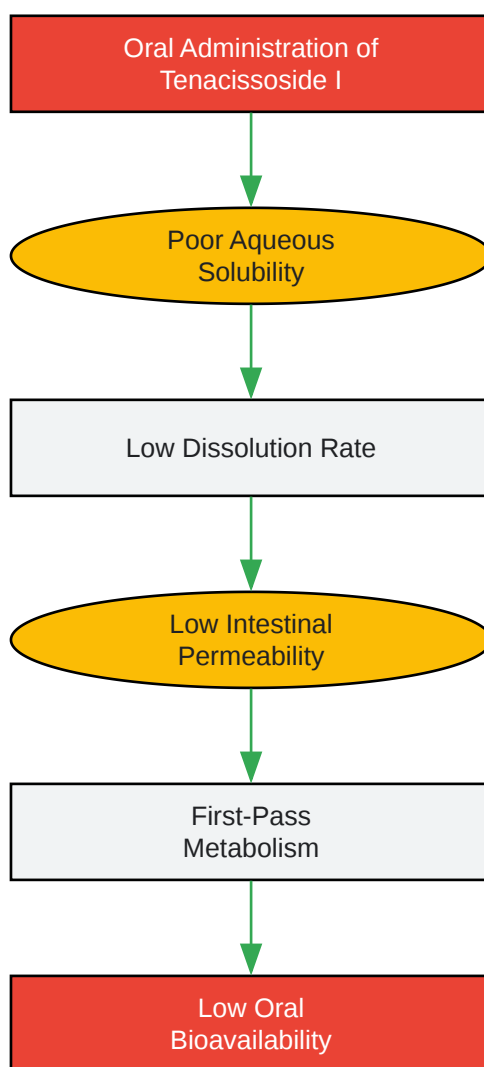 Oral Administration of
Tenacissoside I
Poor Aqueous
Solubility
Low Dissolution Rate
Low Intestinal
Permeability
First-Pass
Metabolism
Low Oral
Bioavailability